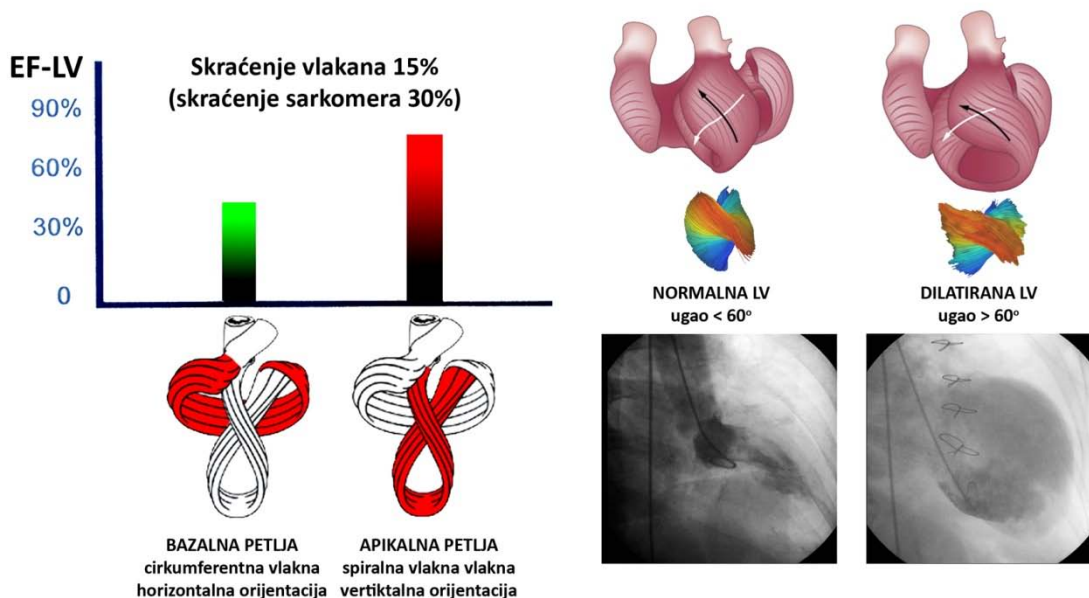 EF-LV
90%
60%
30%
0
Skraćenje vlakana 15%
(skraćenje sarkomera 30%)
BAZALNA PETLJA
cirkumferentna vlakna
horizontalna orijentacija
APIKALNA PETLJA
spiralna vlakna vlakna
vertiktalna orijentacija
NORMALNA LV
ugao < 60°
DILATIRANA LV
ugao > 60°